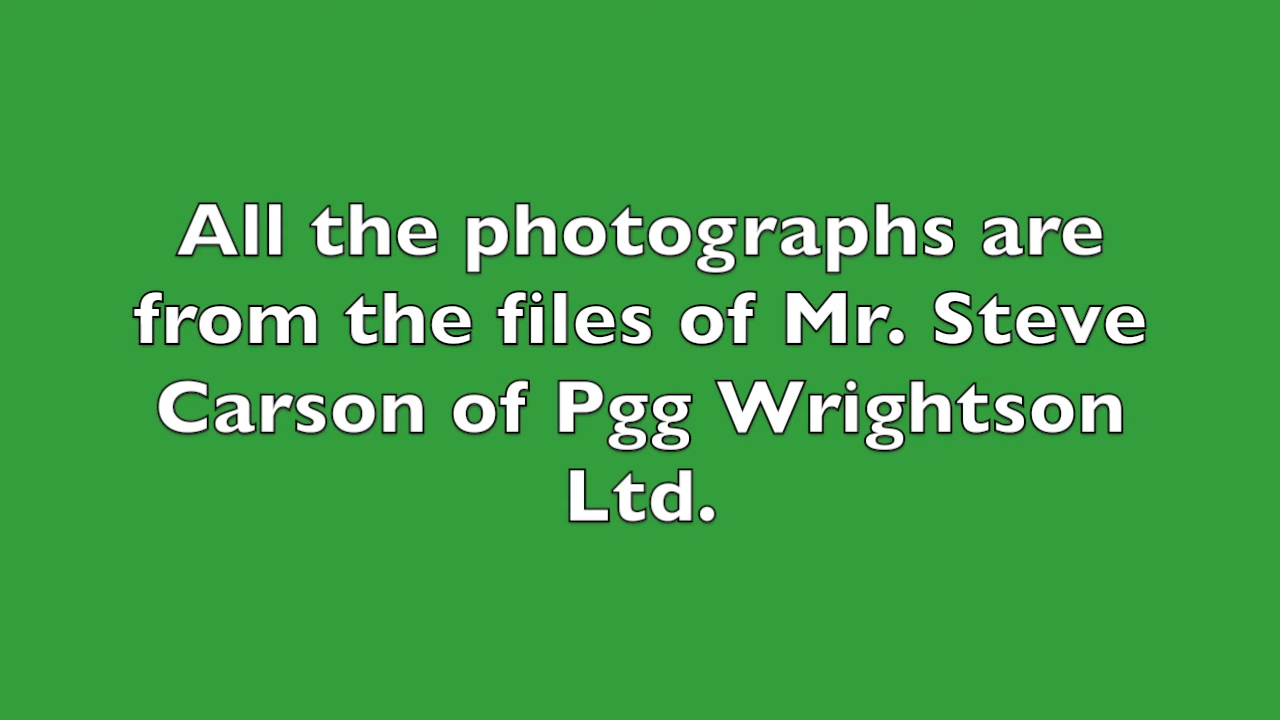 All the photographs are
from the files of Mr. Steve
Carson of Pgg Wrightson
Ltd.